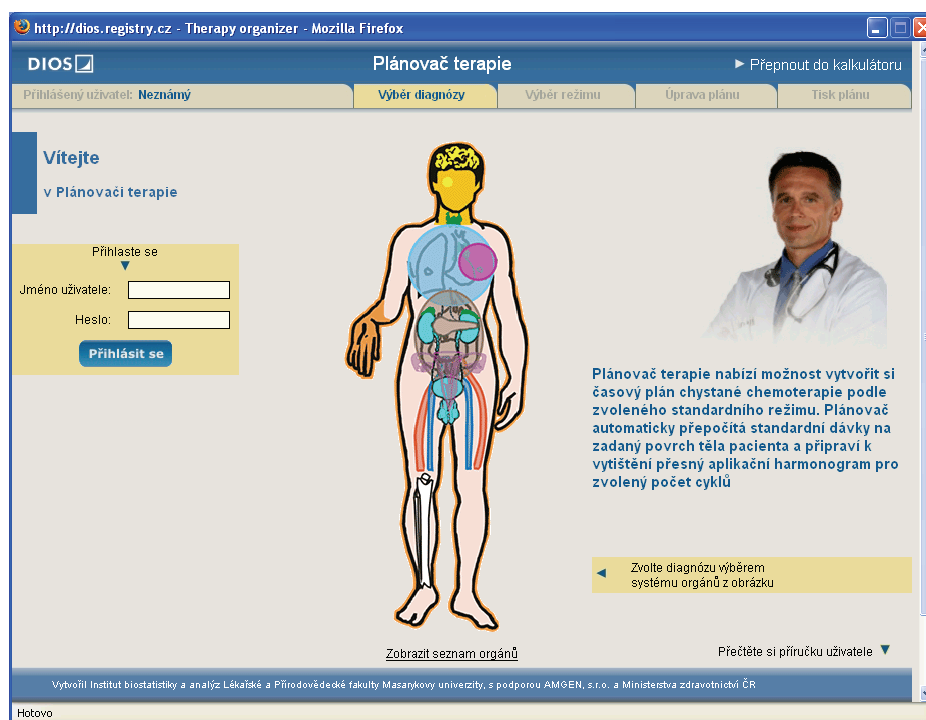 http://dios.registry.cz - Therapy organizer - Mozilla Firefox
DIOS
Plánovač terapie
Přepnout do kalkulátoru
Přihlášený uživatel: Neznámý
Výběr diagnózy
Výběr režimu
Úprava plánu
Tisk plánu
Vítejte
v Plánovači terapie
Přihlaste se
Jméno uživatele:
Heslo:
Přihlásit se
Plánovač terapie nabízí možnost vytvořit si
časový plán chystané chemoterapie podle
zvoleného standardního režimu. Plánovač
automaticky přepočítá standardní dávky na
zadaný povrch těla pacienta a připraví k
vytištění přesný aplikační harmonogram pro
zvolený počet cyklů
Zvolte diagnózu výběrem
systému orgánů z obrázku
Zobrazit seznam orgánů
Přečtěte si příručku uživatele
Vytvořil Institut biostatistiky a analýz Lékařské a Přírodovědecké fakulty Masarykovy univerzity, s podporou AMGEN, s.r.o. a Ministerstva zdravotnictví ČR
Hotovo